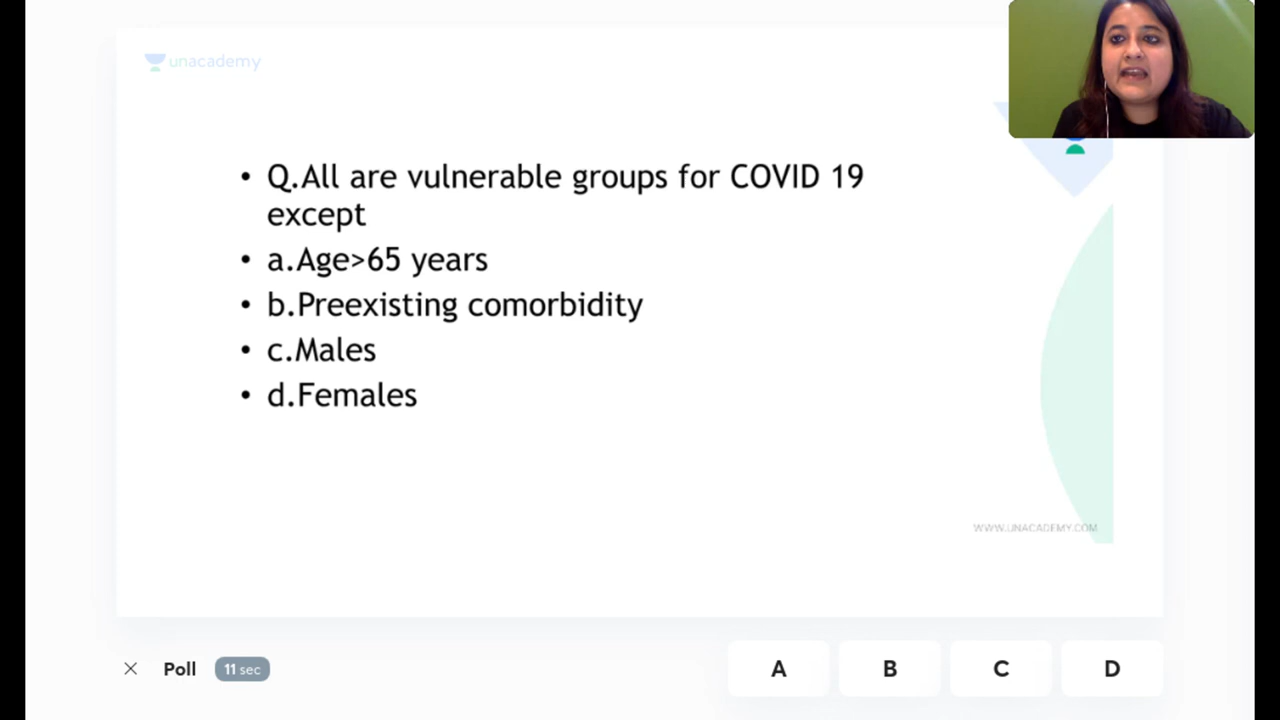 unacademy
• Q.All are vulnerable groups for COVID 19
except
• a.Age>65 years
• b.Preexisting comorbidity
• c.Males
• d.Females
WWW.UNACADEMY.COM
Poll 11 sec A B C D